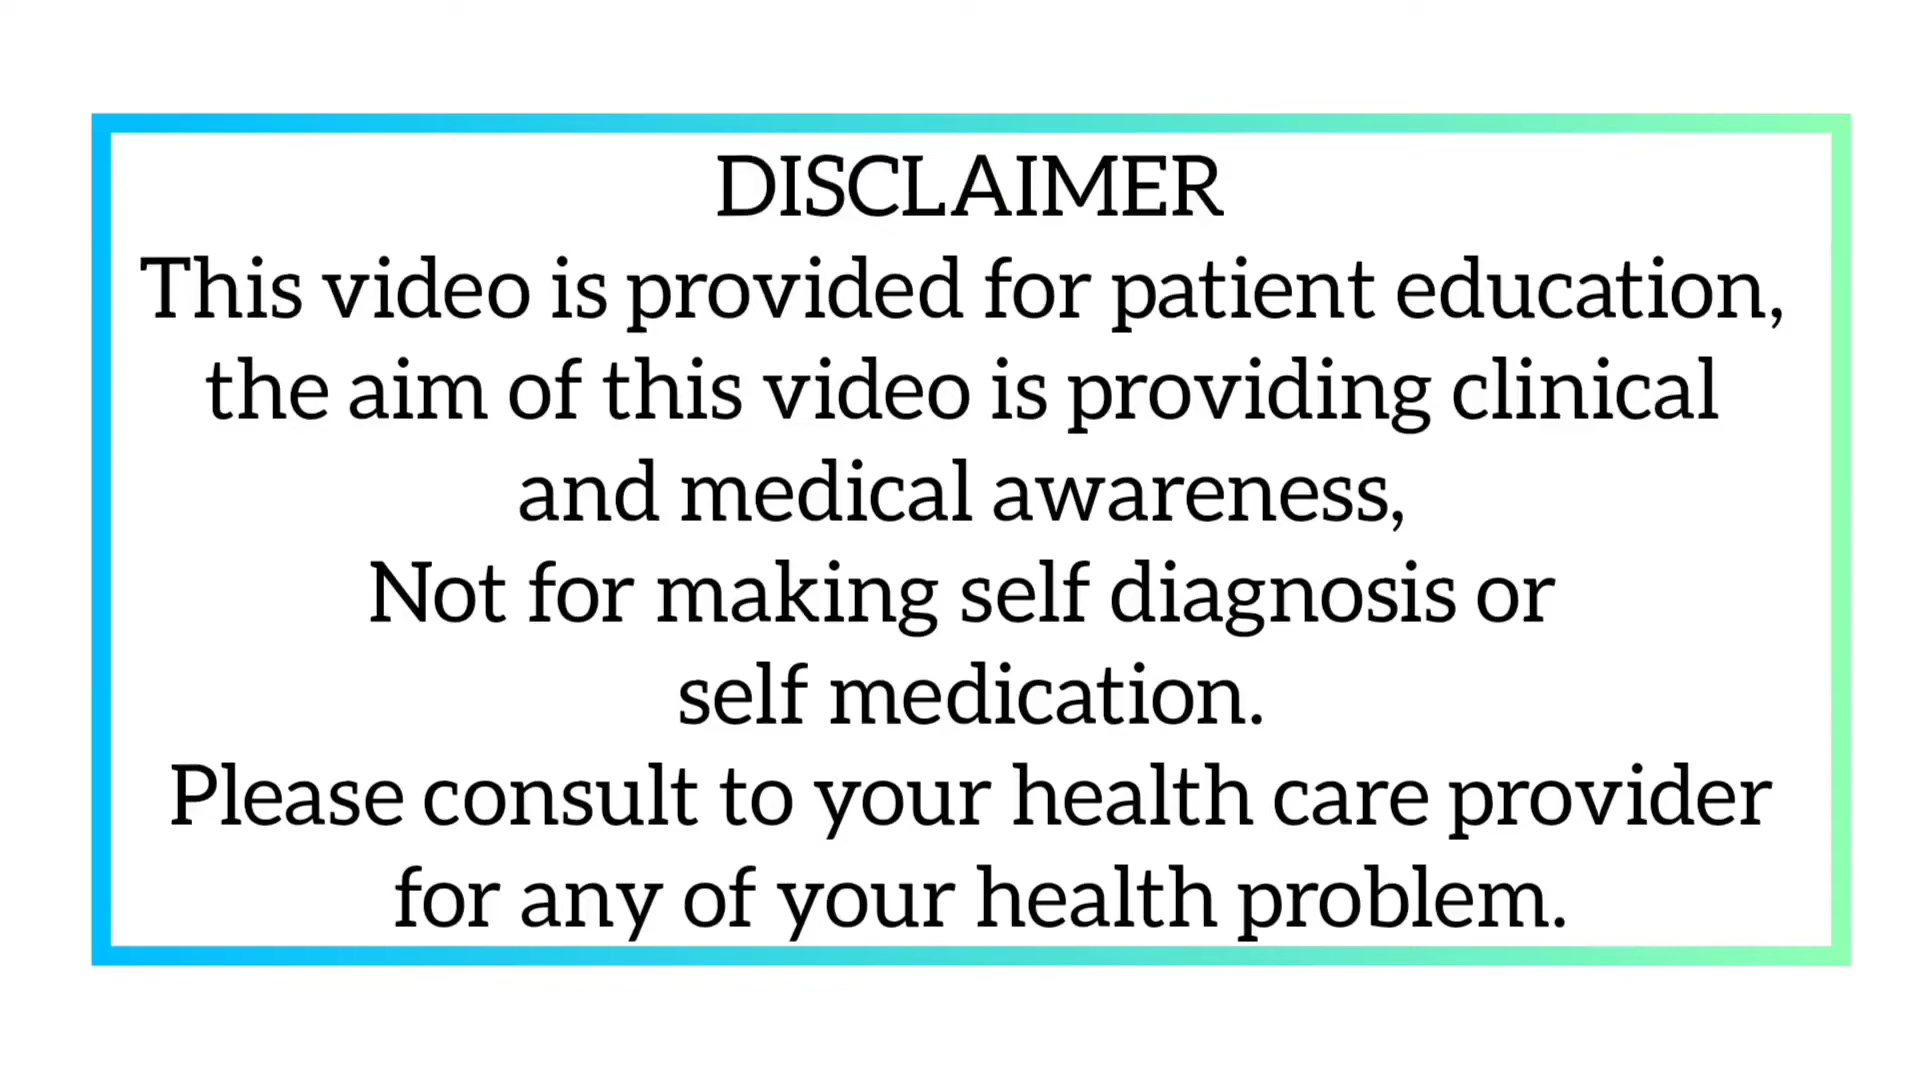 DISCLAIMER
This video is provided for patient education,
the aim of this video is providing clinical
and medical awareness,
Not for making self diagnosis or
self medication.
Please consult to your health care provider
for any of your health problem.